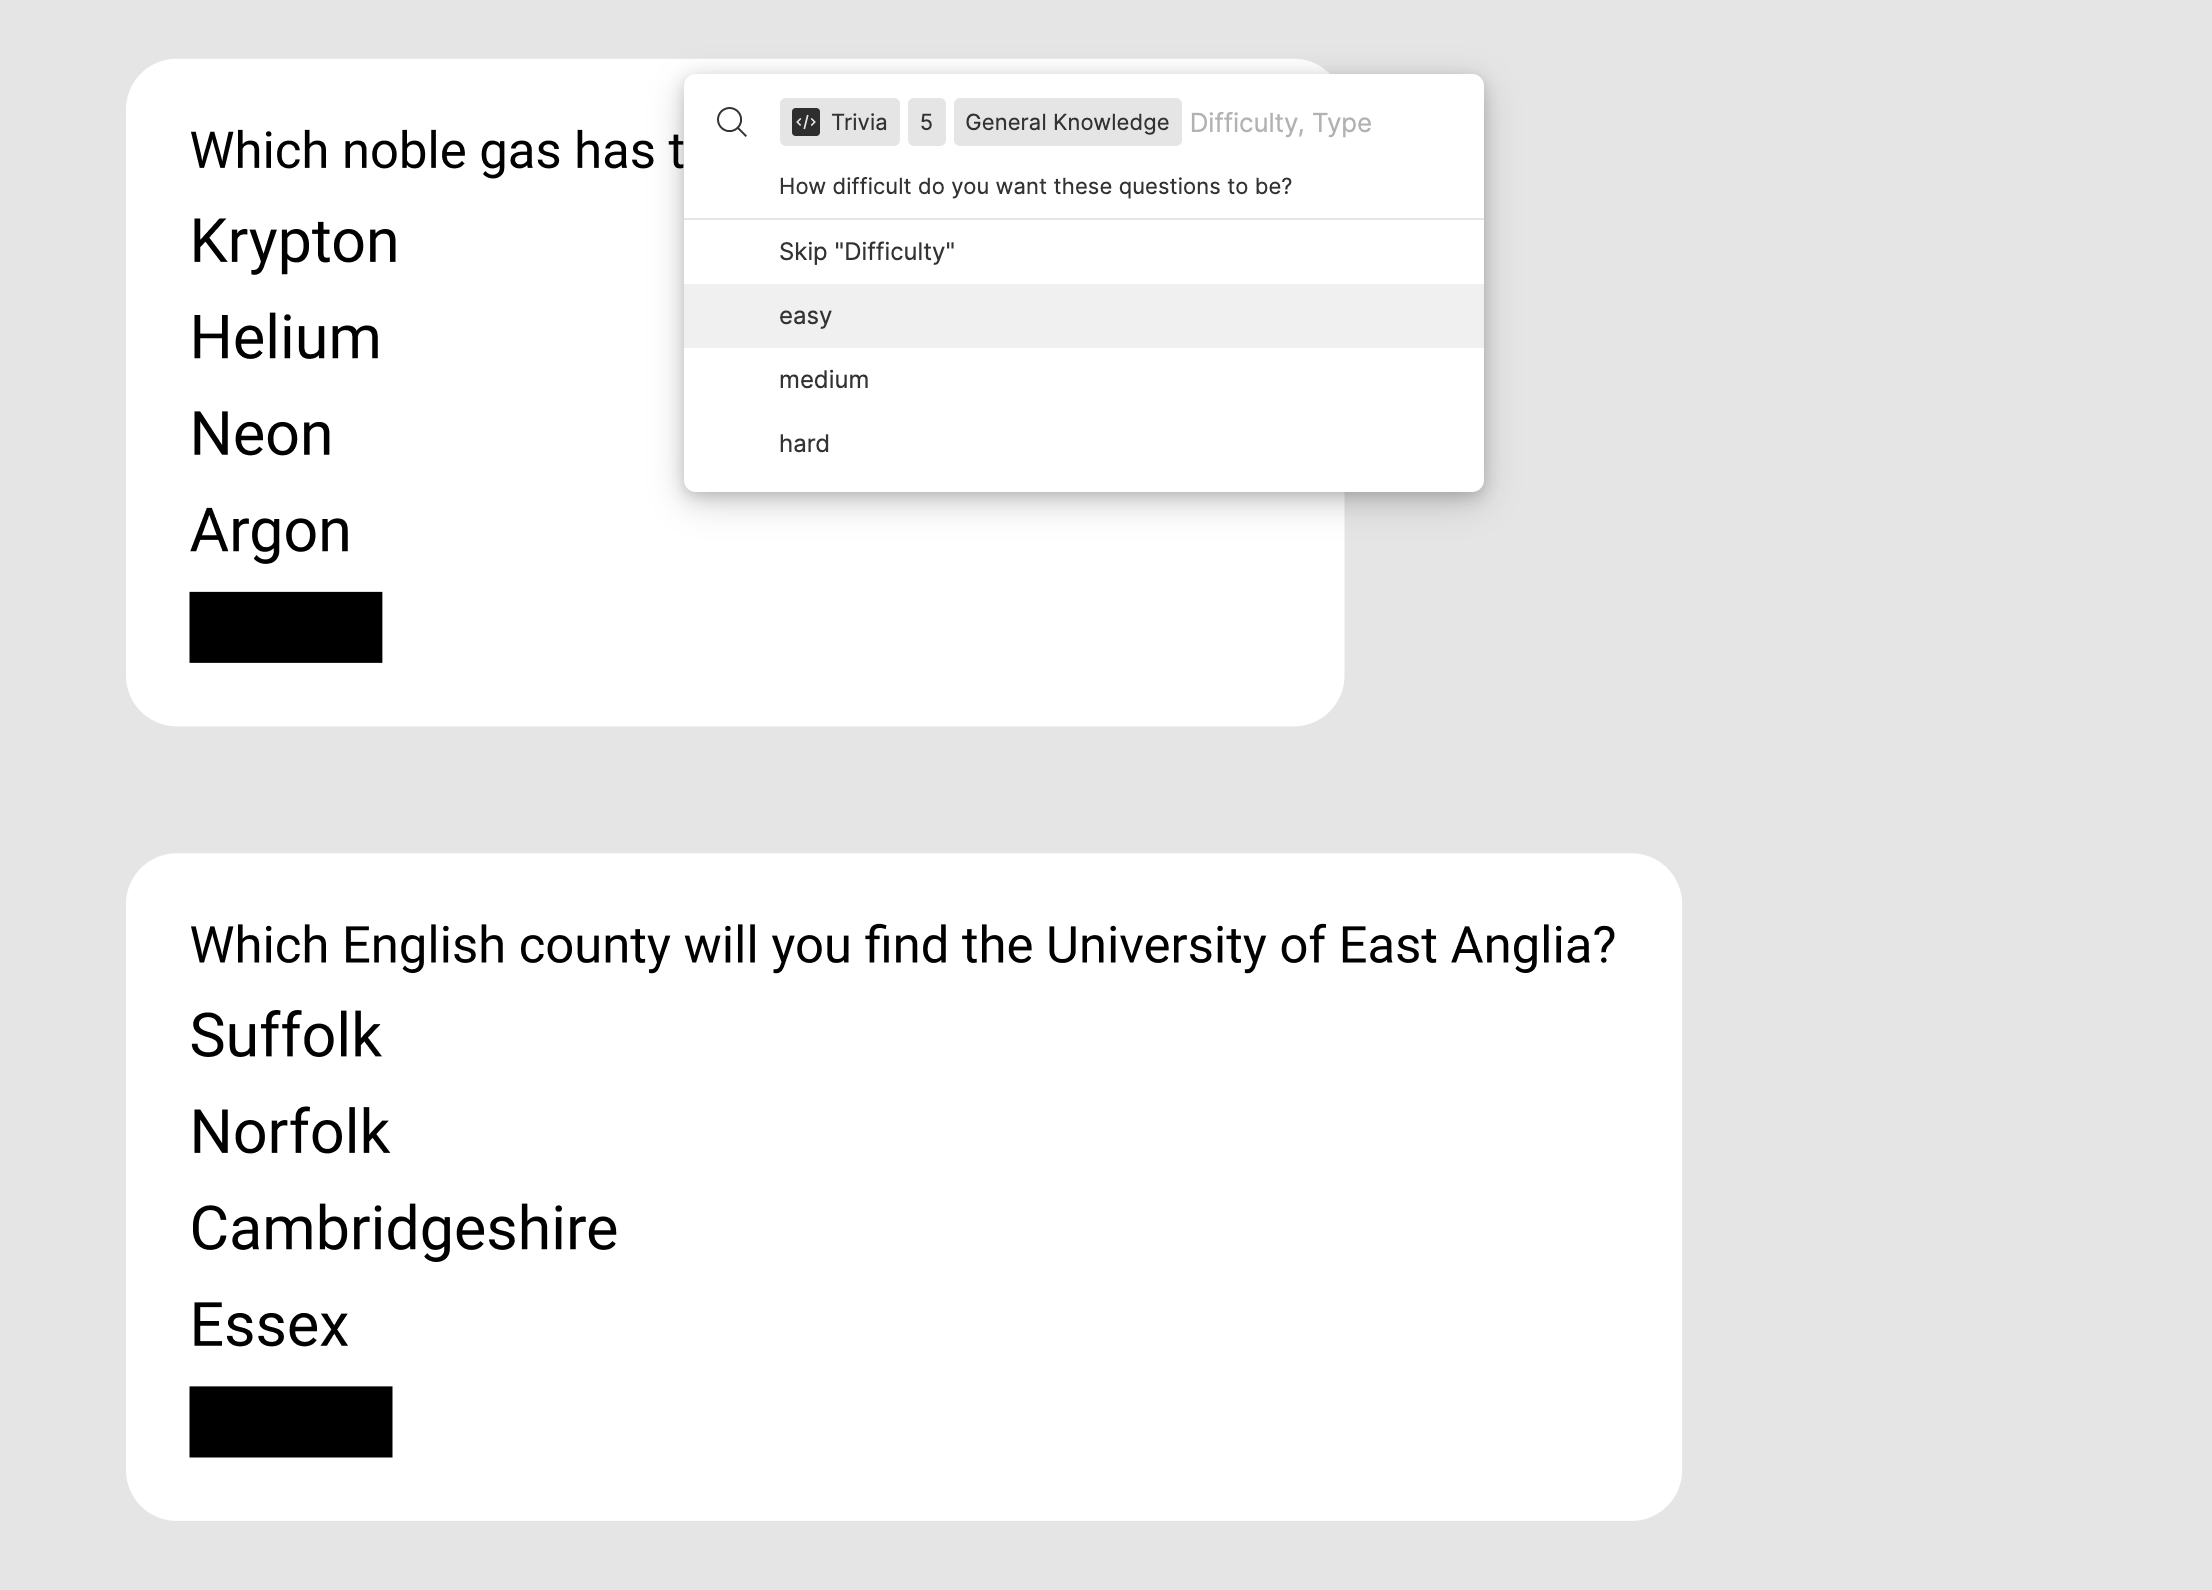 Trivia 5 General Knowledge Difficulty, Type
How difficult do you want these questions to be?
Skip "Difficulty"
easy
medium
hard
Which noble gas has
Krypton
Helium
Neon
Argon
Which English county will you find the University of East Anglia?
Suffolk
Norfolk
Cambridgeshire
Essex